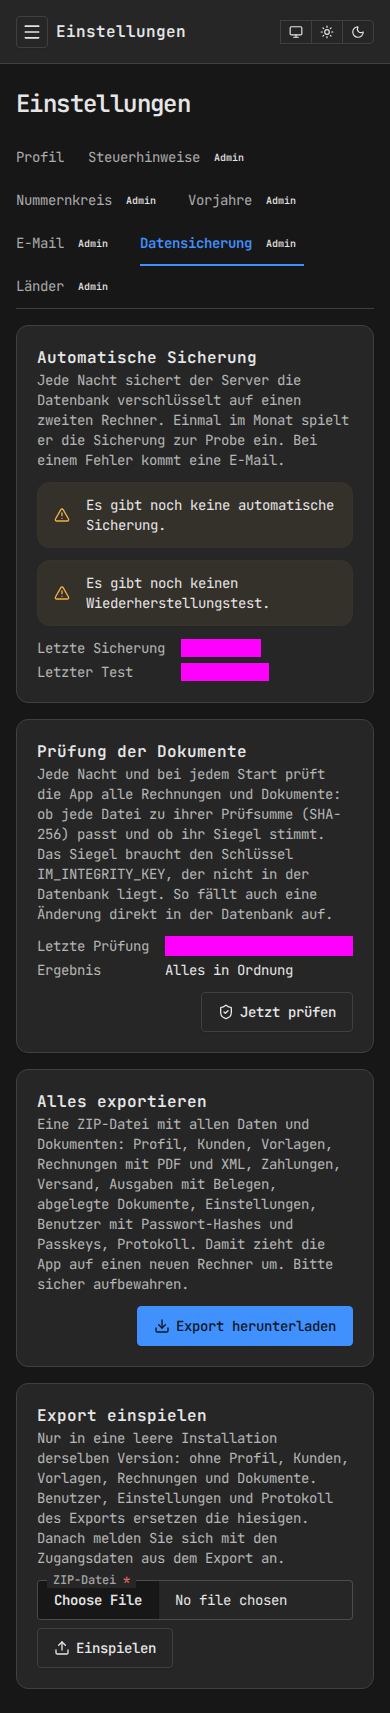 Einstellungen
Einstellungen
Profil Steuerhinweise Admin
Nummernkreis Admin Vorjahre Admin
E-Mail Admin Datensicherung Admin
Länder Admin
Automatische Sicherung
Jede Nacht sichert der Server die
Datenbank verschlüsselt auf einen
zweiten Rechner. Einmal im Monat spielt
er die Sicherung zur Probe ein. Bei
einem Fehler kommt eine E-Mail.
Es gibt noch keine automatische
Sicherung.
Es gibt noch keinen
Wiederherstellungstest.
Letzte Sicherung
Letzter Test
Prüfung der Dokumente
Jede Nacht und bei jedem Start prüft
die App alle Rechnungen und Dokumente:
ob jede Datei zu ihrer Prüfsumme (SHA-
256) passt und ob ihr Siegel stimmt.
Das Siegel braucht den Schlüssel
IM_INTEGRITY_KEY, der nicht in der
Datenbank liegt. So fällt auch eine
Änderung direkt in der Datenbank auf.
Letzte Prüfung
Ergebnis Alles in Ordnung
Jetzt prüfen
Alles exportieren
Eine ZIP-Datei mit allen Daten und
Dokumenten: Profil, Kunden, Vorlagen,
Rechnungen mit PDF und XML, Zahlungen,
Versand, Ausgaben mit Belegen,
abgelegte Dokumente, Einstellungen,
Benutzer mit Passwort-Hashes und
Passkeys, Protokoll. Damit zieht die
App auf einen neuen Rechner um. Bitte
sicher aufbewahren.
Export herunterladen
Export einspielen
Nur in eine leere Installation
derselben Version: ohne Profil, Kunden,
Vorlagen, Rechnungen und Dokumente.
Benutzer, Einstellungen und Protokoll
des Exports ersetzen die hiesigen.
Danach melden Sie sich mit den
Zugangsdaten aus dem Export an.
ZIP-Datei *
Choose File No file chosen
Einspielen